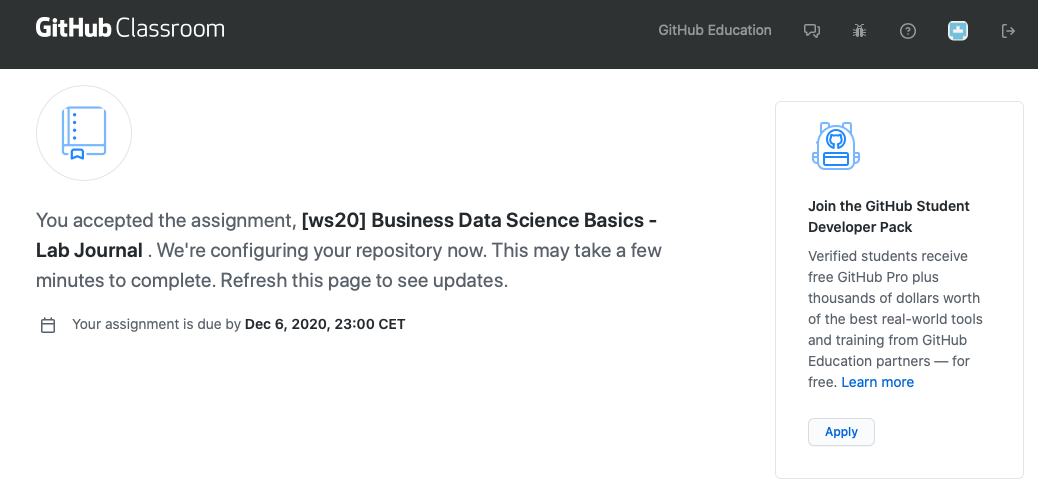 GitHub Classroom
GitHub Education
You accepted the assignment, [ws20] Business Data Science Basics -
Lab Journal . We're configuring your repository now. This may take a few
minutes to complete. Refresh this page to see updates.
Your assignment is due by Dec 6, 2020, 23:00 CET
Join the GitHub Student
Developer Pack
Verified students receive
free GitHub Pro plus
thousands of dollars worth
of the best real-world tools
and training from GitHub
Education partners — for
free. Learn more
Apply